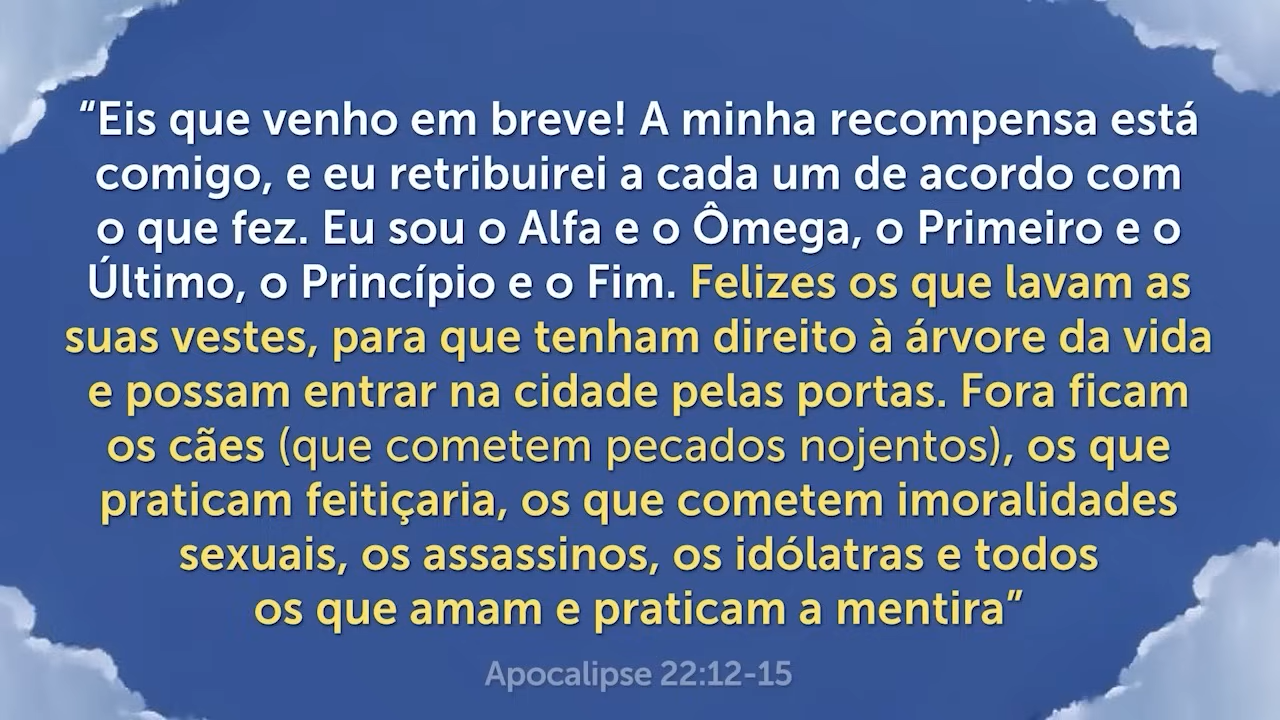 “Eis que venho em breve! A minha recompensa está
comigo, e eu retribuirei a cada um de acordo com
o que fez. Eu sou o Alfa e o Ômega, o Primeiro e o
Último, o Princípio e o Fim. Felizes os que lavam as
suas vestes, para que tenham direito à árvore da vida
e possam entrar na cidade pelas portas. Fora ficam
os cães (que cometem pecados nojentos), os que
praticam feitiçaria, os que cometem imoralidades
sexuais, os assassinos, os idólatras e todos
os que amam e praticam a mentira”
Apocalipse 22:12-15